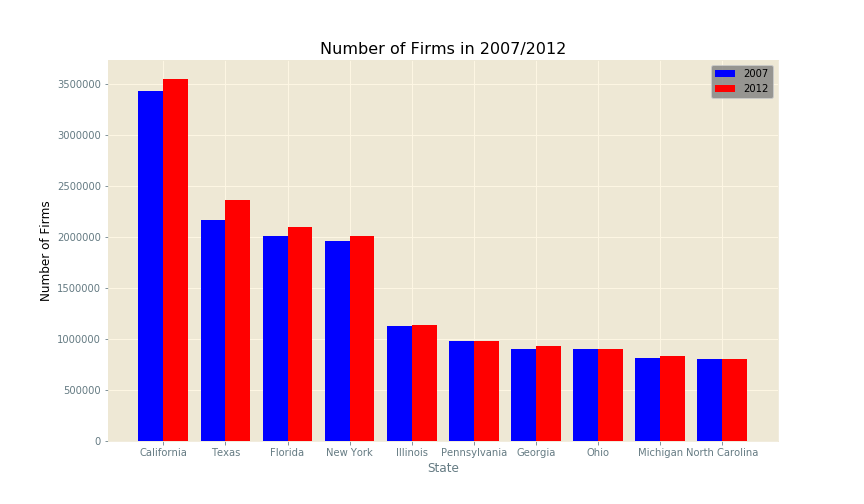 Number of Firms in 2007/2012
2007
2012
Number of Firms
3500000
3000000
2500000
2000000
1500000
1000000
500000
0
California Texas Florida New York Illinois Pennsylvania Georgia Ohio Michigan North Carolina
State